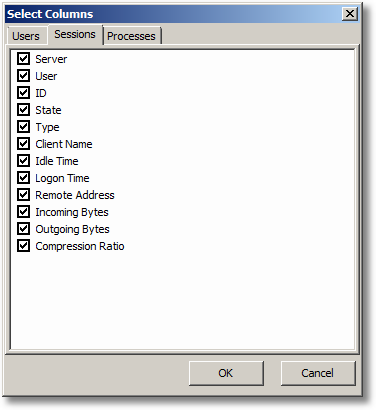 Select Columns
Users Sessions Processes
Server
User
ID
State
Type
Client Name
Idle Time
Logon Time
Remote Address
Incoming Bytes
Outgoing Bytes
Compression Ratio
OK Cancel